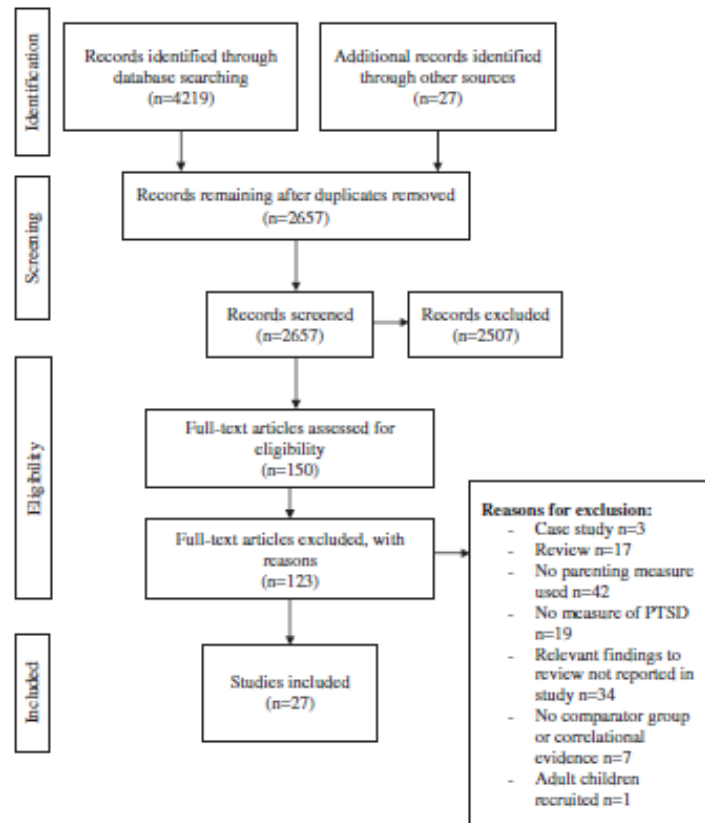 Identification
Records identified through
database searching
(n=4219)
Additional records identified
through other sources
(n=27)
Screening
Records remaining after duplicates removed
(n=2657)
Records screened
(n=2657)
Records excluded
(n=2507)
Eligibility
Full-text articles assessed for
eligibility
(n=150)
Full-text articles excluded, with
reasons
(n=123)
Reasons for exclusion:
- Case study n=3
- Review n=17
- No parenting measure
used n=42
- No measure of PTSD
n=19
- Relevant findings to
review not reported in
study n=34
- No comparator group
or correlational
evidence n=7
- Adult children
recruited n=1
Included
Studies included
(n=27)